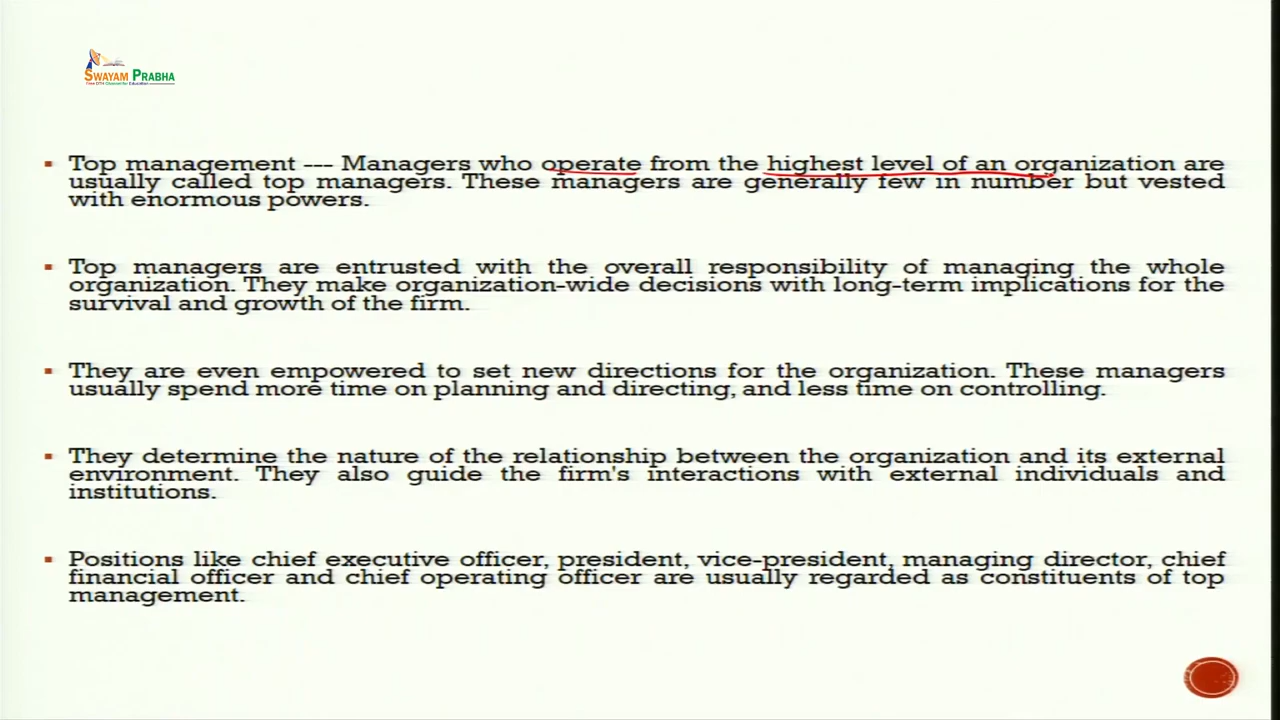 SWAYAM PRABHA
Free DTH Channel for Education
Top management --- Managers who operate from the highest level of an organization are
usually called top managers. These managers are generally few in number but vested
with enormous powers.
Top managers are entrusted with the overall responsibility of managing the whole
organization. They make organization-wide decisions with long-term implications for the
survival and growth of the firm.
They are even empowered to set new directions for the organization. These managers
usually spend more time on planning and directing, and less time on controlling.
They determine the nature of the relationship between the organization and its external
environment. They also guide the firm's interactions with external individuals and
institutions.
Positions like chief executive officer, president, vice-president, managing director, chief
financial officer and chief operating officer are usually regarded as constituents of top
management.